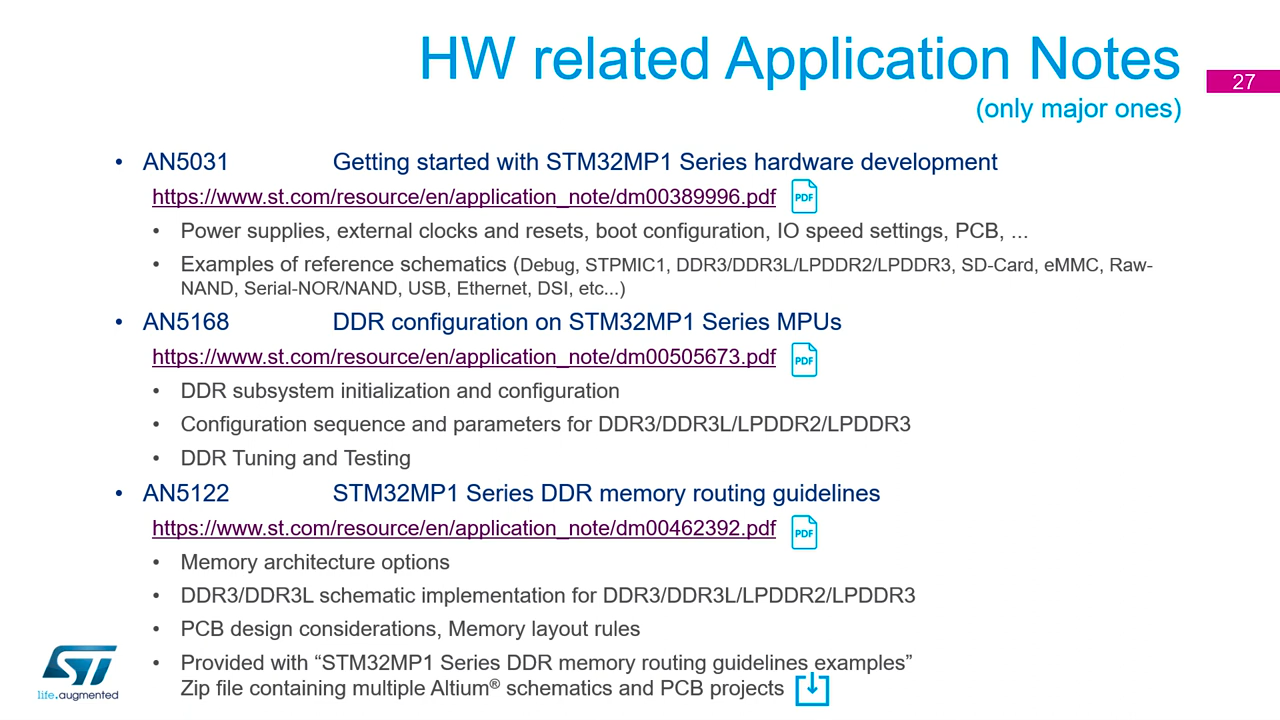 HW related Application Notes
27
(only major ones)
• AN5031 Getting started with STM32MP1 Series hardware development
https://www.st.com/resource/en/application_note/dm00389996.pdf PDF
• Power supplies, external clocks and resets, boot configuration, IO speed settings, PCB, ...
• Examples of reference schematics (Debug, STPMIC1, DDR3/DDR3L/LPDDR2/LPDDR3, SD-Card, eMMC, Raw-
NAND, Serial-NOR/NAND, USB, Ethernet, DSI, etc...)
• AN5168 DDR configuration on STM32MP1 Series MPUs
https://www.st.com/resource/en/application_note/dm00505673.pdf PDF
• DDR subsystem initialization and configuration
• Configuration sequence and parameters for DDR3/DDR3L/LPDDR2/LPDDR3
• DDR Tuning and Testing
• AN5122 STM32MP1 Series DDR memory routing guidelines
https://www.st.com/resource/en/application_note/dm00462392.pdf PDF
• Memory architecture options
• DDR3/DDR3L schematic implementation for DDR3/DDR3L/LPDDR2/LPDDR3
• PCB design considerations, Memory layout rules
• Provided with “STM32MP1 Series DDR memory routing guidelines examples”
Zip file containing multiple Altium® schematics and PCB projects
ST
life.augmented